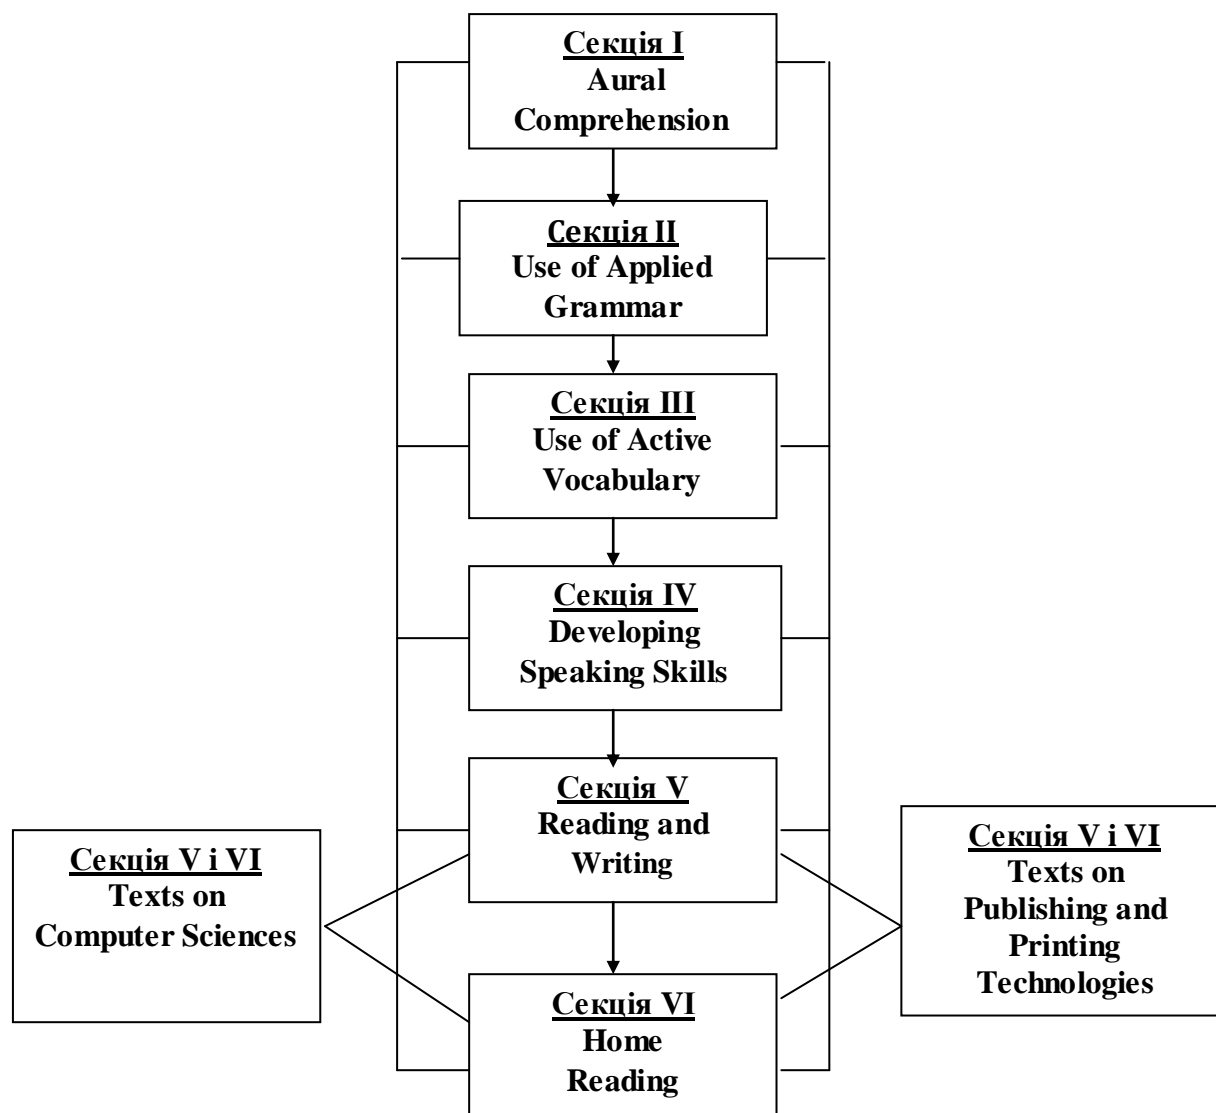 Секція I
Aural
Comprehension
Секція II
Use of Applied
Grammar
Секція III
Use of Active
Vocabulary
Секція IV
Developing
Speaking Skills
Секція V
Reading and
Writing
Секція V і VI
Texts on
Computer Sciences
Секція V і VI
Texts on
Publishing and
Printing
Technologies
Секція VI
Home
Reading